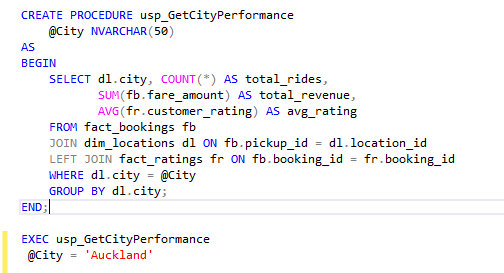 CREATE PROCEDURE usp_GetCityPerformance
    @City NVARCHAR(50)
AS
BEGIN
    SELECT dl.city, COUNT(*) AS total_rides,
           SUM(fb.fare_amount) AS total_revenue,
           AVG(fr.customer_rating) AS avg_rating
    FROM fact_bookings fb
    JOIN dim_locations dl ON fb.pickup_id = dl.location_id
    LEFT JOIN fact_ratings fr ON fb.booking_id = fr.booking_id
    WHERE dl.city = @City
    GROUP BY dl.city;
END;
EXEC usp_GetCityPerformance
 @City = 'Auckland'